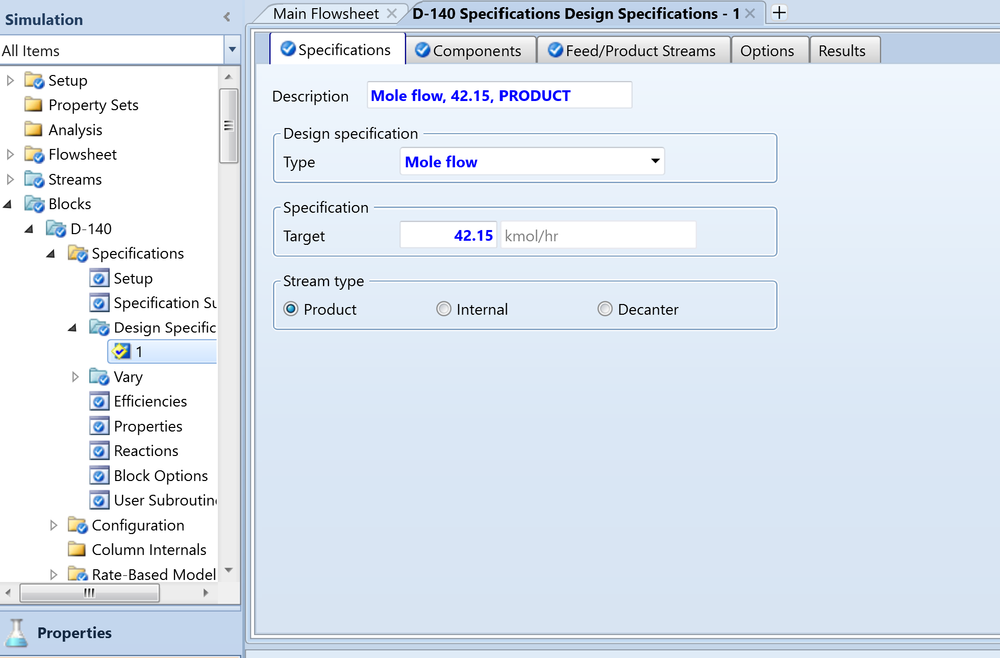 Simulation
All Items
Setup
Property Sets
Analysis
Flowsheet
Streams
Blocks
D-140
Specifications
Setup
Specification Su
Design Specific
1
Vary
Efficiencies
Properties
Reactions
Block Options
User Subroutin
Configuration
Column Internals
Rate-Based Model
Properties
Main Flowsheet
D-140 Specifications Design Specifications - 1
Specifications
Components
Feed/Product Streams
Options
Results
Description
Mole flow, 42.15, PRODUCT
Design specification
Type
Mole flow
Specification
Target
42.15
kmol/hr
Stream type
Product
Internal
Decanter